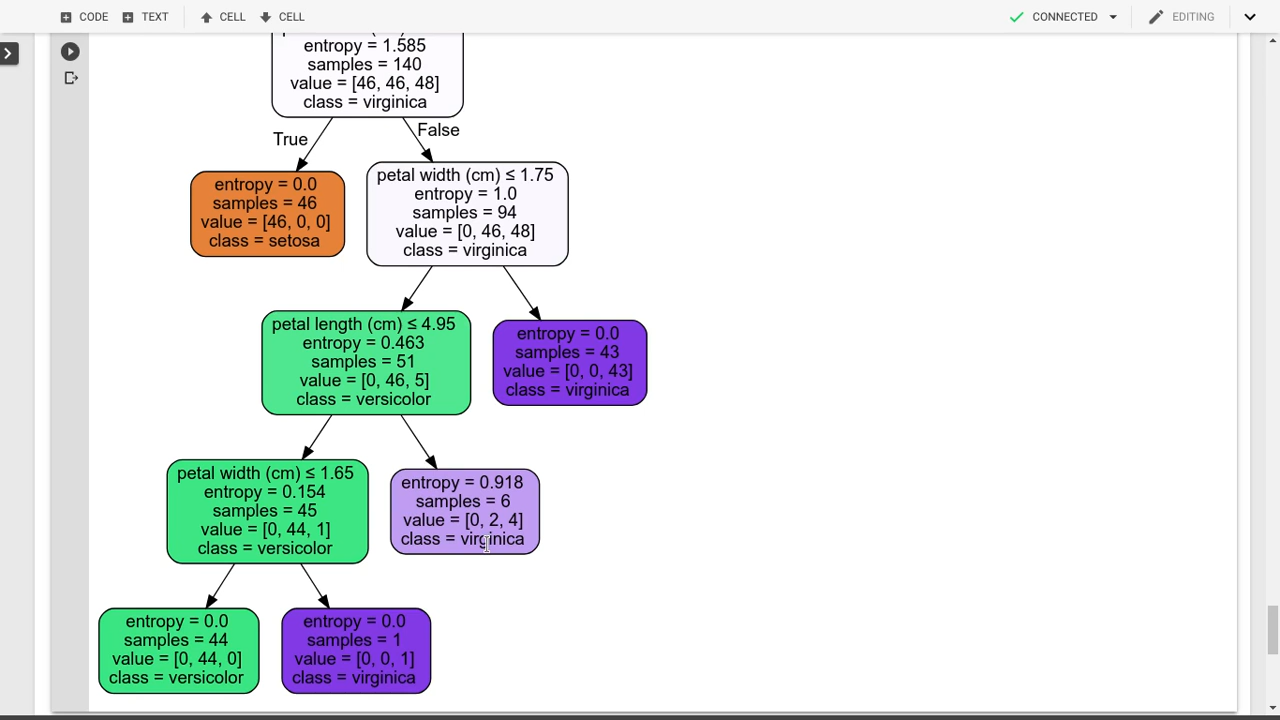 CODE TEXT CELL CELL CONNECTED EDITING
entropy = 1.585
samples = 140
value = [46, 46, 48]
class = virginica
True
False
entropy = 0.0
samples = 46
value = [46, 0, 0]
class = setosa
petal width (cm) ≤ 1.75
entropy = 1.0
samples = 94
value = [0, 46, 48]
class = virginica
petal length (cm) ≤ 4.95
entropy = 0.463
samples = 51
value = [0, 46, 5]
class = versicolor
entropy = 0.0
samples = 43
value = [0, 0, 43]
class = virginica
petal width (cm) ≤ 1.65
entropy = 0.154
samples = 45
value = [0, 44, 1]
class = versicolor
entropy = 0.918
samples = 6
value = [0, 2, 4]
class = virginica
entropy = 0.0
samples = 44
value = [0, 44, 0]
class = versicolor
entropy = 0.0
samples = 1
value = [0, 0, 1]
class = virginica